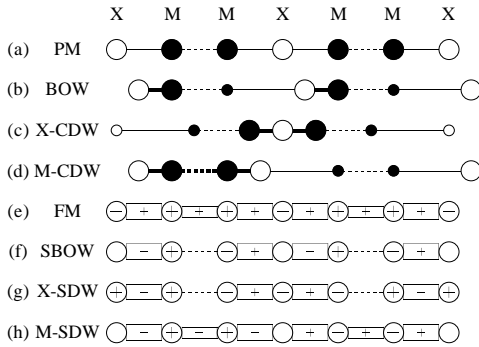 X M M X M M X
(a) PM
(b) BOW
(c) X-CDW
(d) M-CDW
(e) FM − + + + + + − + + + + + −
(f) SBOW − + − + − + − +
(g) X-SDW + − + − + − + − + − +
(h) M-SDW − + + + − + − + − +